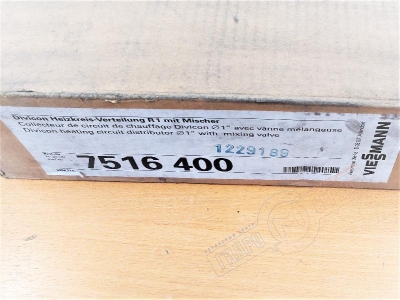 Divicon Heizkreis-Verteilung R1 mit Mischer
Collecteur de circuit de chauffage Divicon Ø1" avec vanne mélangeuse
Divicon heating circuit distributor Ø1" with mixing valve
1229189
7516 400
VIESSMANN